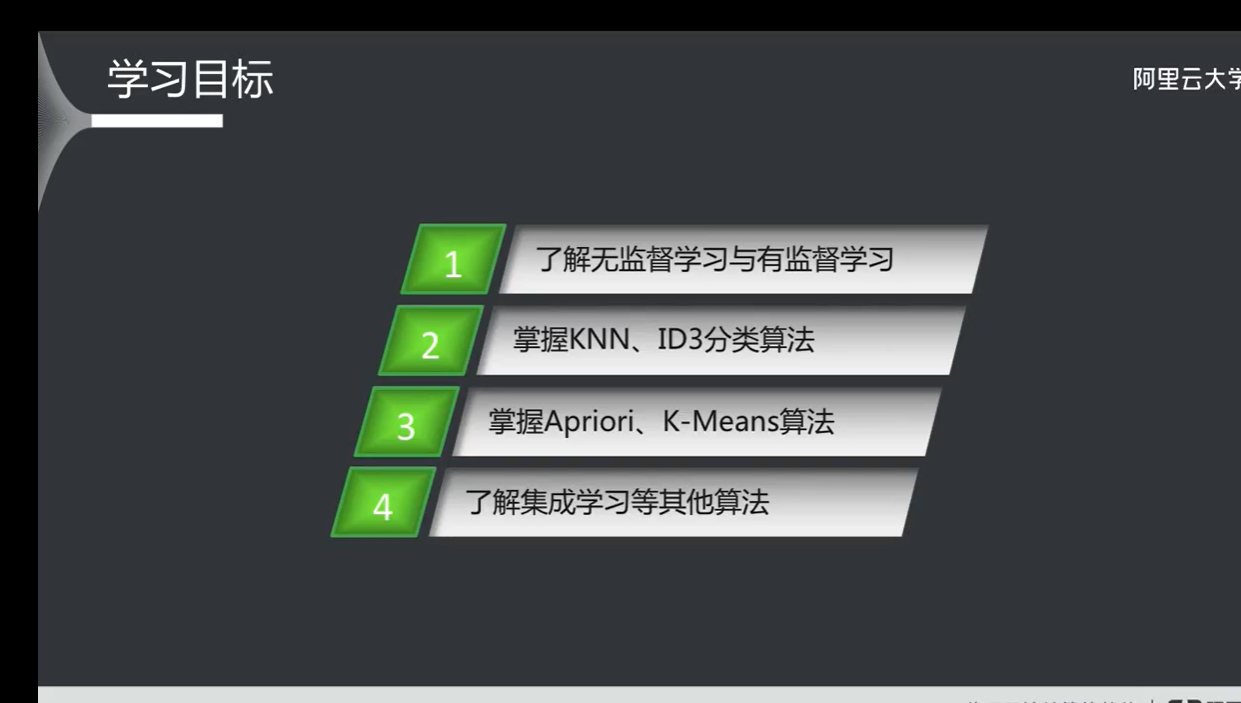 学习目标
阿里云大学
1
了解无监督学习与有监督学习
2
掌握KNN、ID3分类算法
3
掌握Apriori、K-Means算法
4
了解集成学习等其他算法